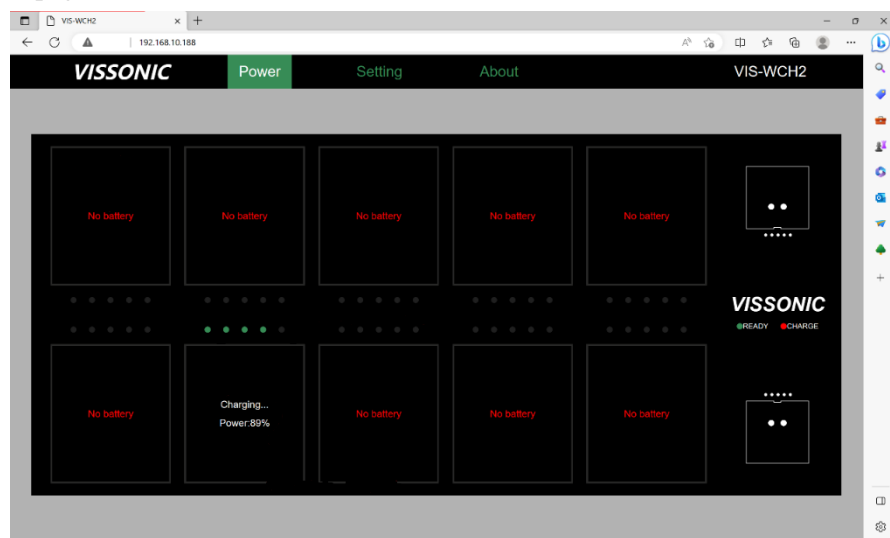 VIS-WCH2
192.168.10.188
VISSONIC Power Setting About VIS-WCH2
No battery No battery No battery No battery No battery
VISSONIC
READY CHARGE
No battery Charging... No battery No battery No battery
Power:89%